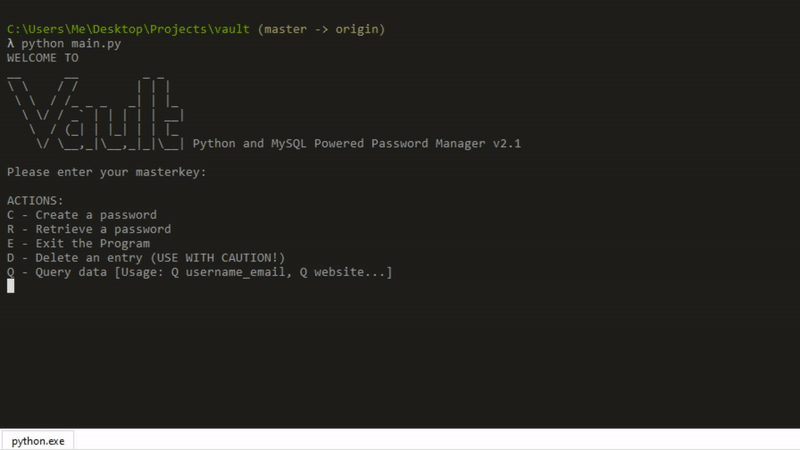 C:\Users\Me\Desktop\Projects\vault (master -> origin)
λ python main.py
WELCOME TO
Vault
Python and MySQL Powered Password Manager v2.1
Please enter your masterkey:
ACTIONS:
C - Create a password
R - Retrieve a password
E - Exit the Program
D - Delete an entry (USE WITH CAUTION!)
Q - Query data [Usage: Q username_email, Q website...]
python.exe